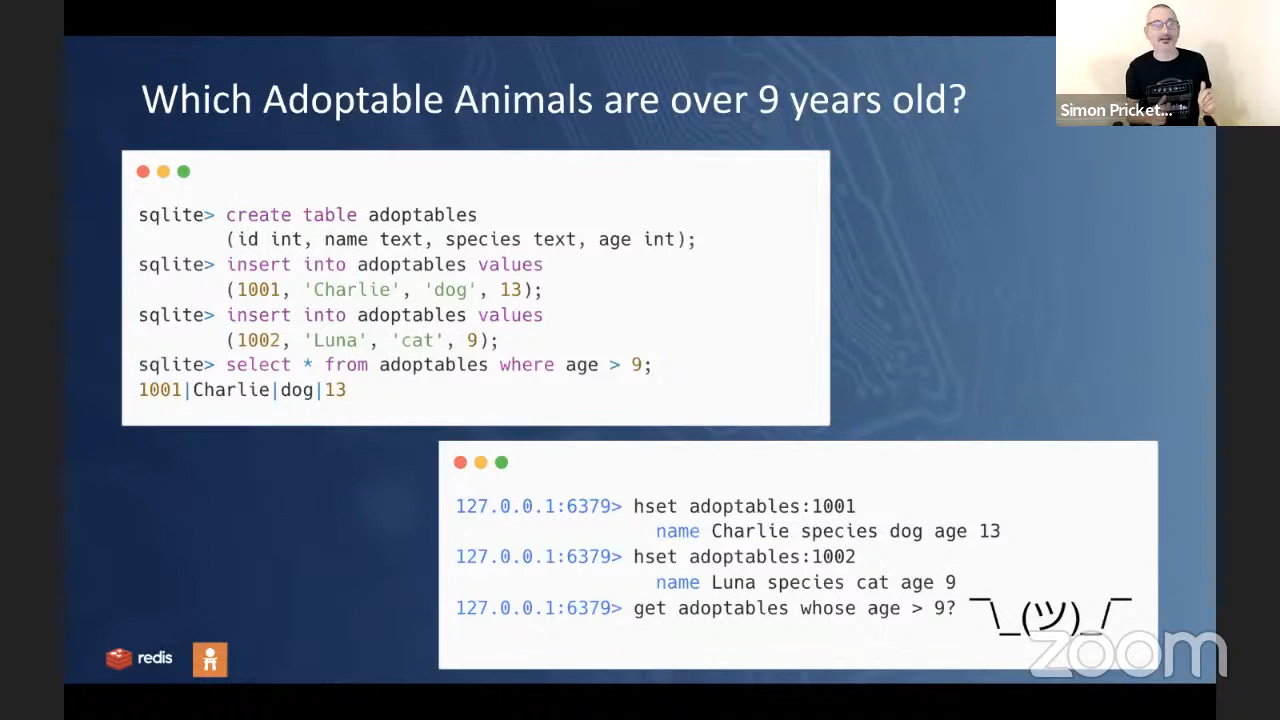 Which Adoptable Animals are over 9 years old?
Simon Pricket...
sqlite> create table adoptables
(id int, name text, species text, age int);
sqlite> insert into adoptables values
(1001, 'Charlie', 'dog', 13);
sqlite> insert into adoptables values
(1002, 'Luna', 'cat', 9);
sqlite> select * from adoptables where age > 9;
1001|Charlie|dog|13
127.0.0.1:6379> hset adoptables:1001
name Charlie species dog age 13
127.0.0.1:6379> hset adoptables:1002
name Luna species cat age 9
127.0.0.1:6379> get adoptables whose age > 9? ¯\_(ツ)_/¯
redis
zoom